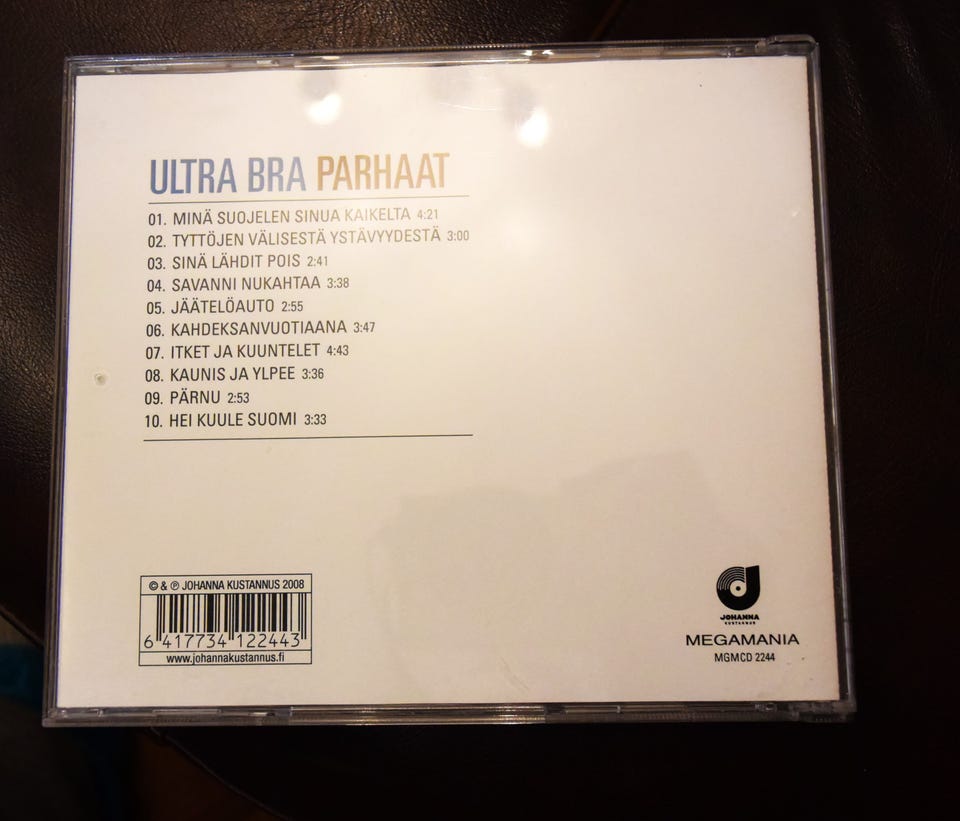 ULTRA BRA PARHAAT
01. MINÄ SUOJELEN SINUA KAIKELTA 4:21
02. TYTTÖJEN VÄLISESTÄ YSTÄVYYDESTÄ 3:00
03. SINÄ LÄHDIT POIS 2:41
04. SAVANNI NUKAHTAA 3:38
05. JÄÄTELÖAUTO 2:55
06. KAHDEKSANVUOTIAANA 3:47
07. ITKET JA KUUNTELET 4:43
08. KAUNIS JA YLPEE 3:36
09. PÄRNU 2:53
10. HEI KUULE SUOMI 3:33
© & ℗ JOHANNA KUSTANNUS 2008
6 417734 122443
www.johannakustannus.fi
JOHANNA
KUSTANNUS
MEGAMANIA
MGMCD 2244